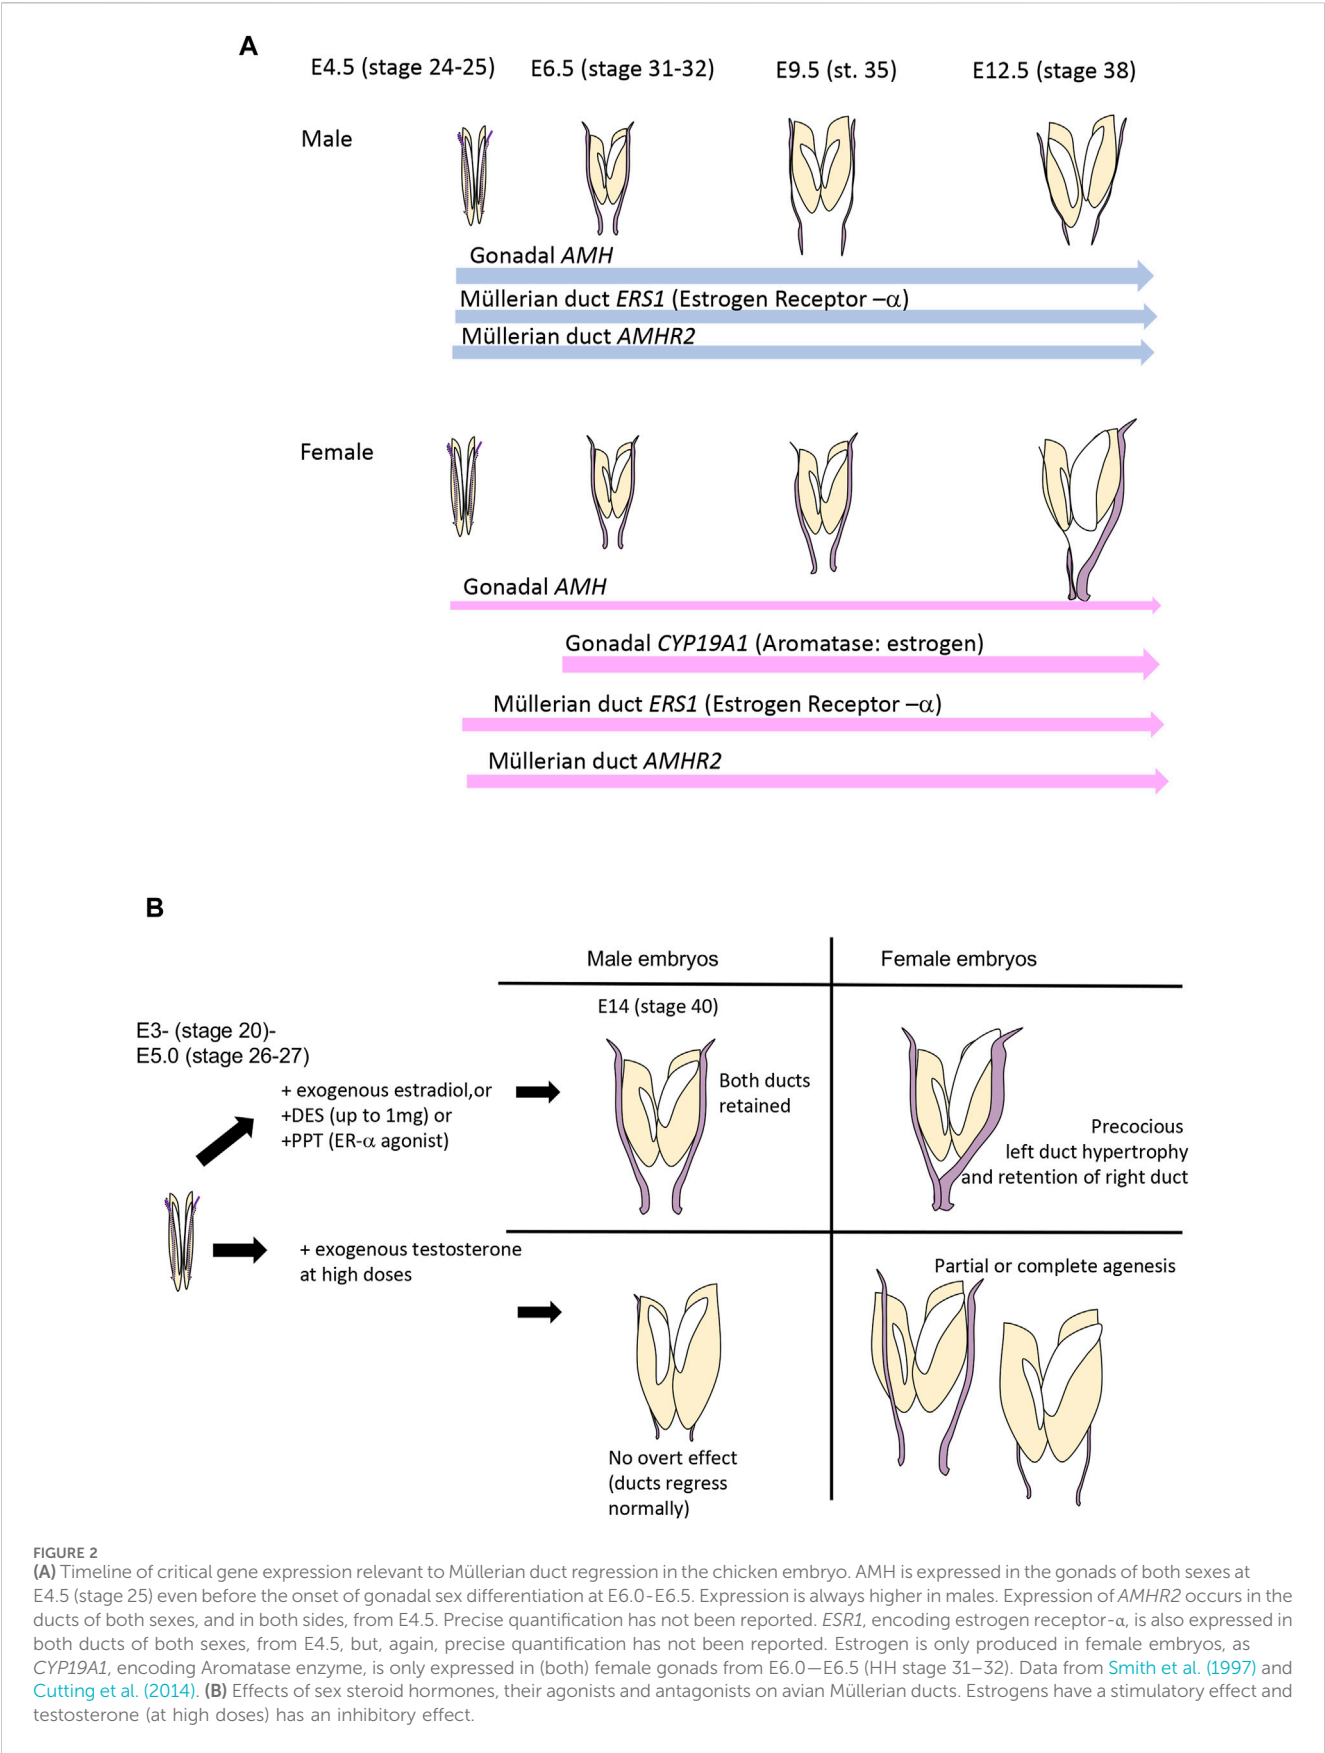 A
E4.5 (stage 24-25) E6.5 (stage 31-32) E9.5 (st. 35) E12.5 (stage 38)
Male
Gonadal AMH
Müllerian duct ERS1 (Estrogen Receptor –α)
Müllerian duct AMHR2
Female
Gonadal AMH
Gonadal CYP19A1 (Aromatase: estrogen)
Müllerian duct ERS1 (Estrogen Receptor –α)
Müllerian duct AMHR2
B
Male embryos Female embryos
E14 (stage 40)
E3- (stage 20)-
E5.0 (stage 26-27)
+ exogenous estradiol,or
+DES (up to 1mg) or
+PPT (ER-α agonist)
Both ducts
retained
Precocious
left duct hypertrophy
and retention of right duct
+ exogenous testosterone
at high doses
Partial or complete agenesis
No overt effect
(ducts regress
normally)
FIGURE 2
(A) Timeline of critical gene expression relevant to Müllerian duct regression in the chicken embryo. AMH is expressed in the gonads of both sexes at
E4.5 (stage 25) even before the onset of gonadal sex differentiation at E6.0-E6.5. Expression is always higher in males. Expression of AMHR2 occurs in the
ducts of both sexes, and in both sides, from E4.5. Precise quantification has not been reported. ESR1, encoding estrogen receptor-α, is also expressed in
both ducts of both sexes, from E4.5, but, again, precise quantification has not been reported. Estrogen is only produced in female embryos, as
CYP19A1, encoding Aromatase enzyme, is only expressed in (both) female gonads from E6.0—E6.5 (HH stage 31–32). Data from Smith et al. (1997) and
Cutting et al. (2014). (B) Effects of sex steroid hormones, their agonists and antagonists on avian Müllerian ducts. Estrogens have a stimulatory effect and
testosterone (at high doses) has an inhibitory effect.